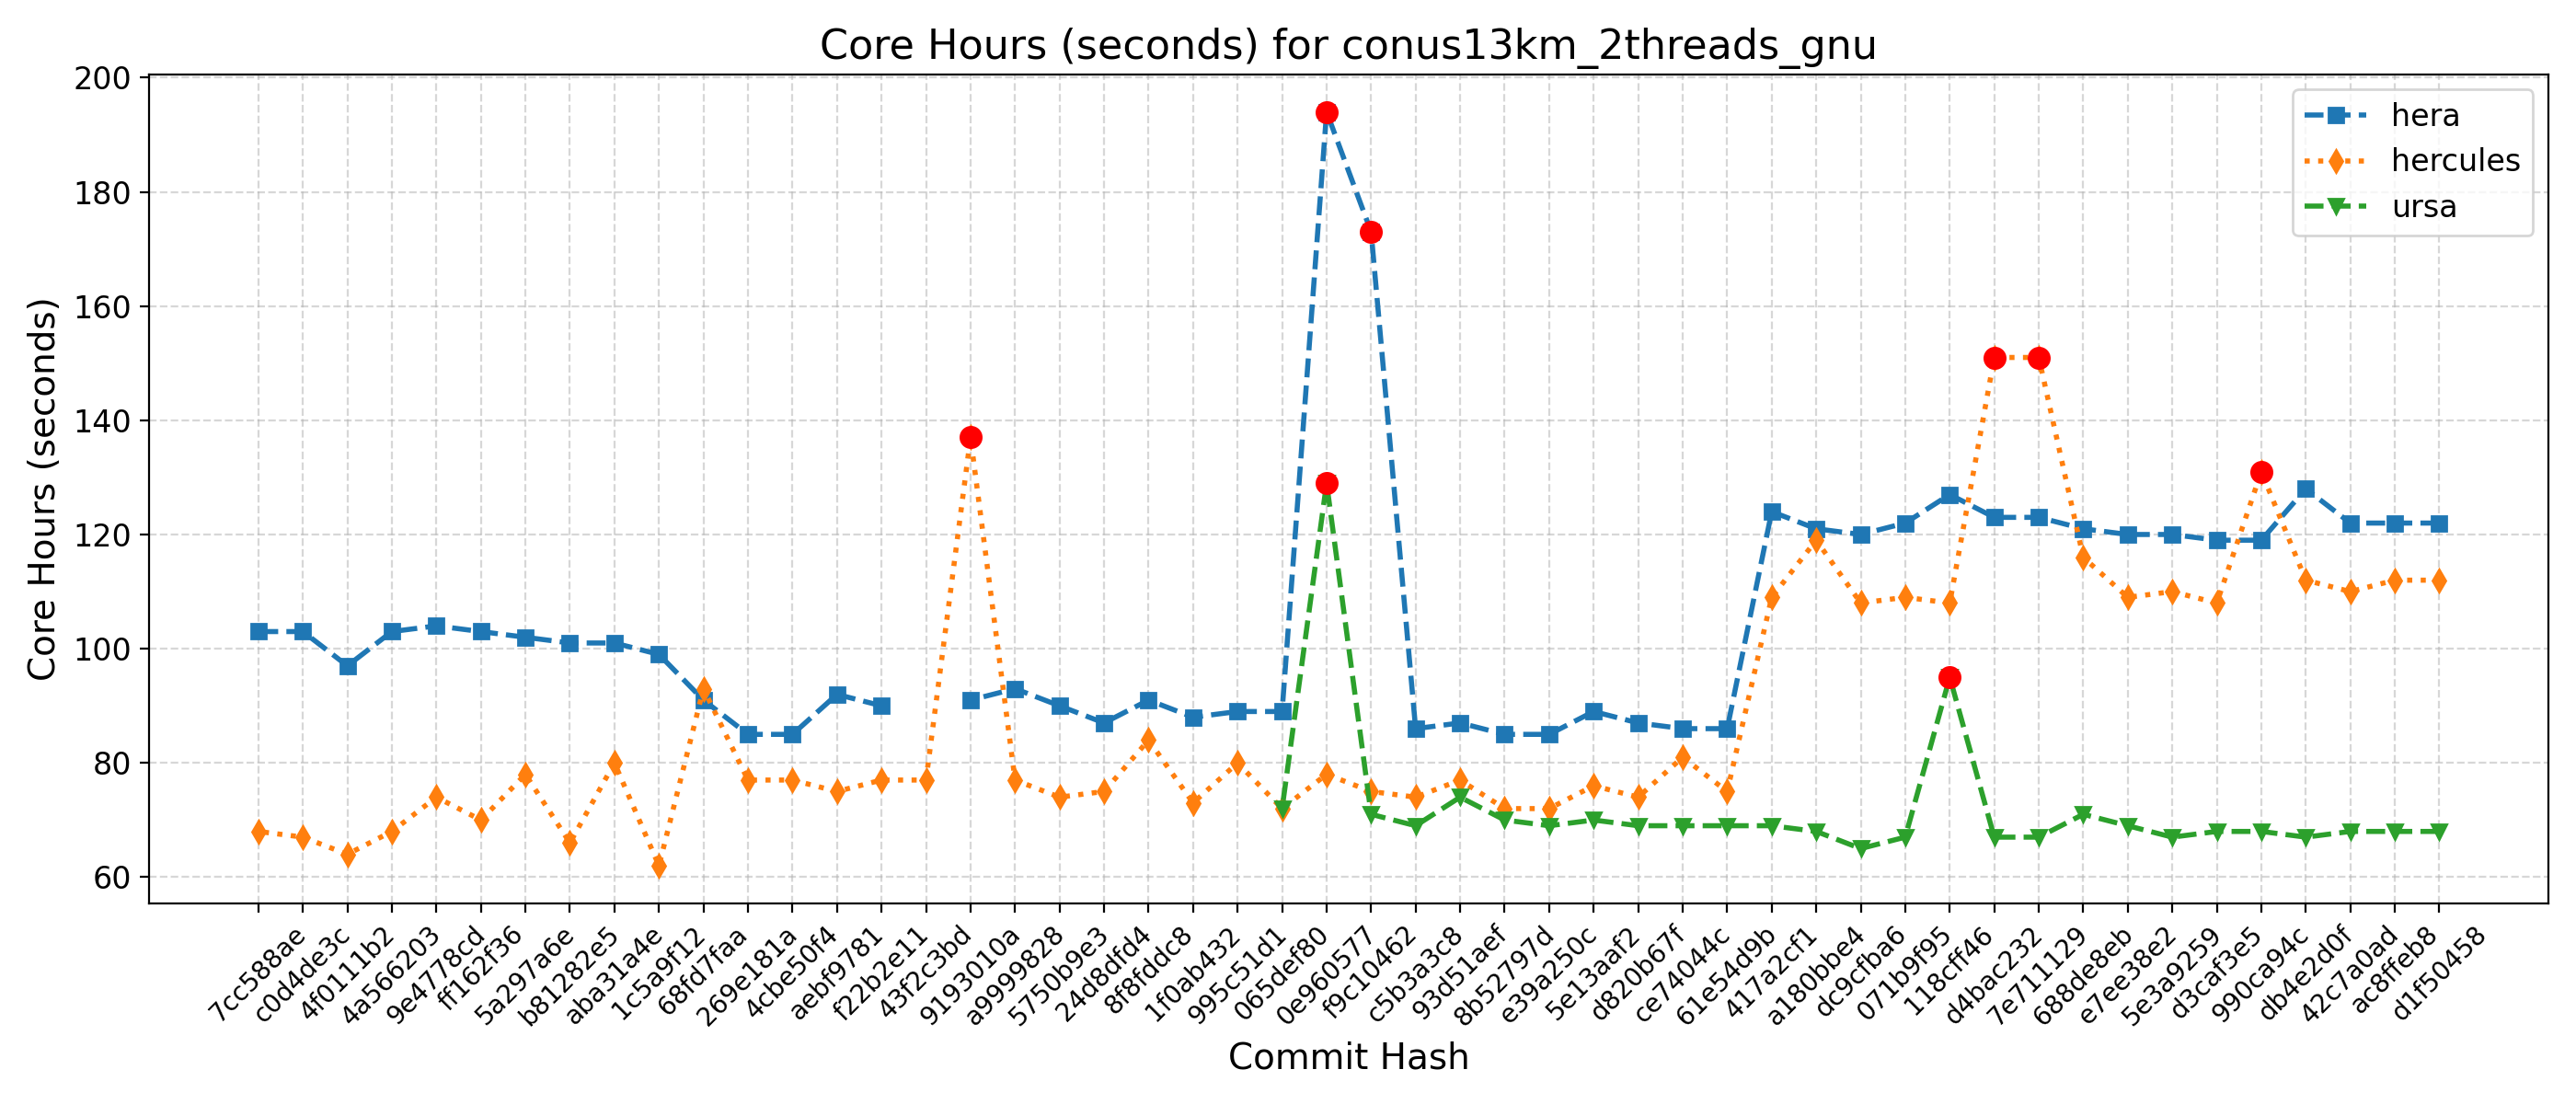 Core Hours (seconds) for conus13km_2threads_gnu
200
180
160
140
120
100
80
60
Core Hours (seconds)
hera
hercules
ursa
7cc588ae
c0d4de3c
4f0111b2
4a566203
9e4778cd
ff162f36
5a297a6e
b81282e5
aba31a4e
1c5a9f12
68fd7faa
269e181a
4cbe50f4
aebf9781
f22b2e11
43f2c3bd
9193010a
a9999828
5750b9e3
24d8dfd4
8f8fddc8
1f0ab432
995c51d1
065def80
0e960577
f9c10462
c5b3a3c8
93d51aef
8b52797d
e39a250c
5e13aaf2
d820b67f
ce74044c
61e54d9b
417a2cf1
a180bbe4
dc9cfba6
071b9f95
118cff46
d4bac232
7e711129
688de8eb
e7ee38e2
5e3a9259
d3caf3e5
990ca94c
db4e2d0f
42c7a0ad
ac8ffeb8
d1f50458
Commit Hash